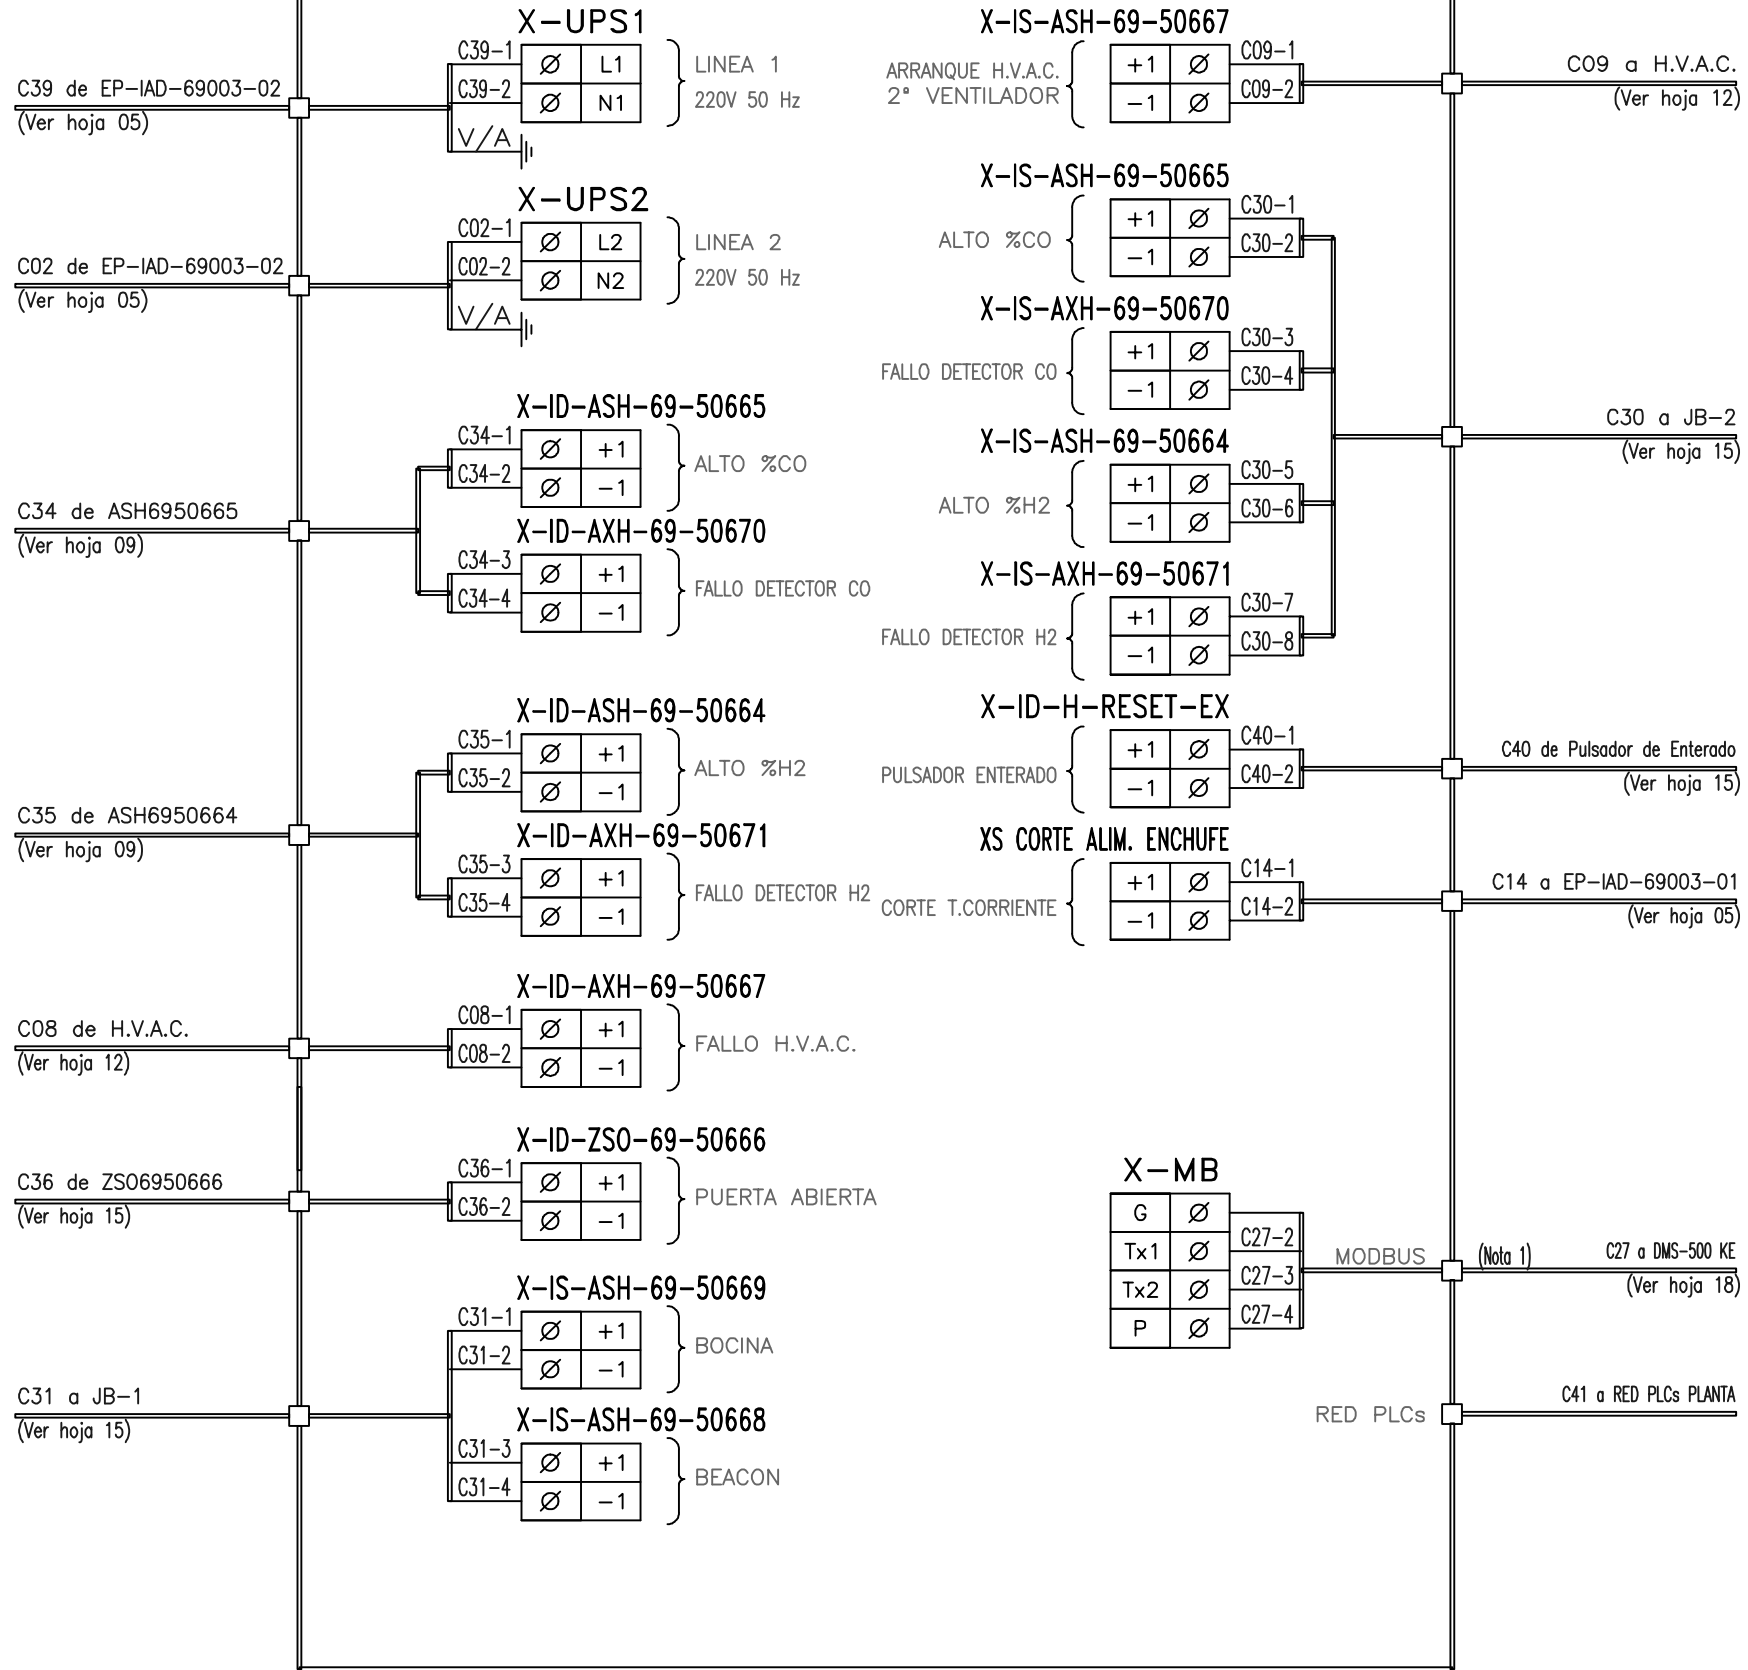 X-UPS1
C39-1
L1
C39-2
N1
V/A
LINEA 1
220V 50 Hz
C39 de EP-IAD-69003-02
(Ver hoja 05)
X-UPS2
C02-1
L2
C02-2
N2
V/A
LINEA 2
220V 50 Hz
C02 de EP-IAD-69003-02
(Ver hoja 05)
X-ID-ASH-69-50665
C34-1
+1
C34-2
-1
ALTO %CO
C34 de ASH6950665
(Ver hoja 09)
X-ID-AXH-69-50670
C34-3
+1
C34-4
-1
FALLO DETECTOR CO
X-ID-ASH-69-50664
C35-1
+1
C35-2
-1
ALTO %H2
C35 de ASH6950664
(Ver hoja 09)
X-ID-AXH-69-50671
C35-3
+1
C35-4
-1
FALLO DETECTOR H2
X-ID-AXH-69-50667
C08-1
+1
C08-2
-1
FALLO H.V.A.C.
C08 de H.V.A.C.
(Ver hoja 12)
X-ID-ZSO-69-50666
C36-1
+1
C36-2
-1
PUERTA ABIERTA
C36 de ZSO6950666
(Ver hoja 15)
X-IS-ASH-69-50669
C31-1
+1
C31-2
-1
BOCINA
C31 a JB-1
(Ver hoja 15)
X-IS-ASH-69-50668
C31-3
+1
C31-4
-1
BEACON
X-IS-ASH-69-50667
ARRANQUE H.V.A.C.
2ª VENTILADOR
+1
C09-1
-1
C09-2
C09 a H.V.A.C.
(Ver hoja 12)
X-IS-ASH-69-50665
ALTO %CO
+1
C30-1
-1
C30-2
X-IS-AXH-69-50670
FALLO DETECTOR CO
+1
C30-3
-1
C30-4
C30 a JB-2
(Ver hoja 15)
X-IS-ASH-69-50664
ALTO %H2
+1
C30-5
-1
C30-6
X-IS-AXH-69-50671
FALLO DETECTOR H2
+1
C30-7
-1
C30-8
X-ID-H-RESET-EX
PULSADOR ENTERADO
+1
C40-1
-1
C40-2
C40 de Pulsador de Enterado
(Ver hoja 15)
XS CORTE ALIM. ENCHUFE
CORTE T.CORRIENTE
+1
C14-1
-1
C14-2
C14 a EP-IAD-69003-01
(Ver hoja 05)
X-MB
G
Tx1
C27-2
Tx2
C27-3
P
C27-4
MODBUS
(Nota 1)
C27 a DMS-500 KE
(Ver hoja 18)
RED PLCs
C41 a RED PLCs PLANTA